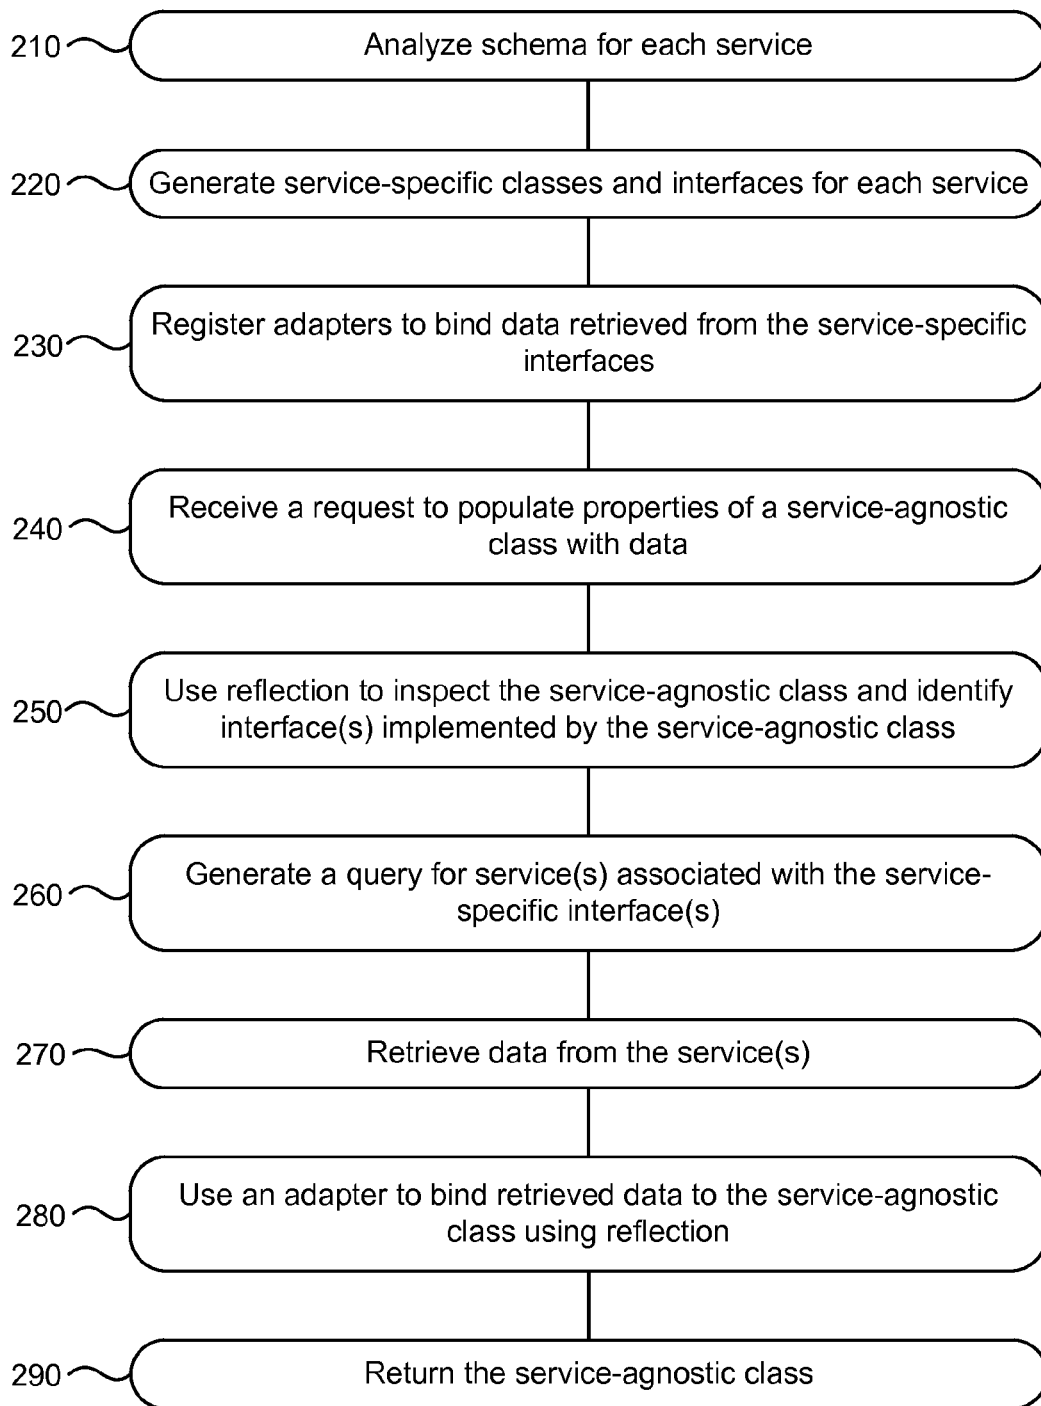 210
Analyze schema for each service
220
Generate service-specific classes and interfaces for each service
230
Register adapters to bind data retrieved from the service-specific
interfaces
240
Receive a request to populate properties of a service-agnostic
class with data
250
Use reflection to inspect the service-agnostic class and identify
interface(s) implemented by the service-agnostic class
260
Generate a query for service(s) associated with the service-
specific interface(s)
270
Retrieve data from the service(s)
280
Use an adapter to bind retrieved data to the service-agnostic
class using reflection
290
Return the service-agnostic class